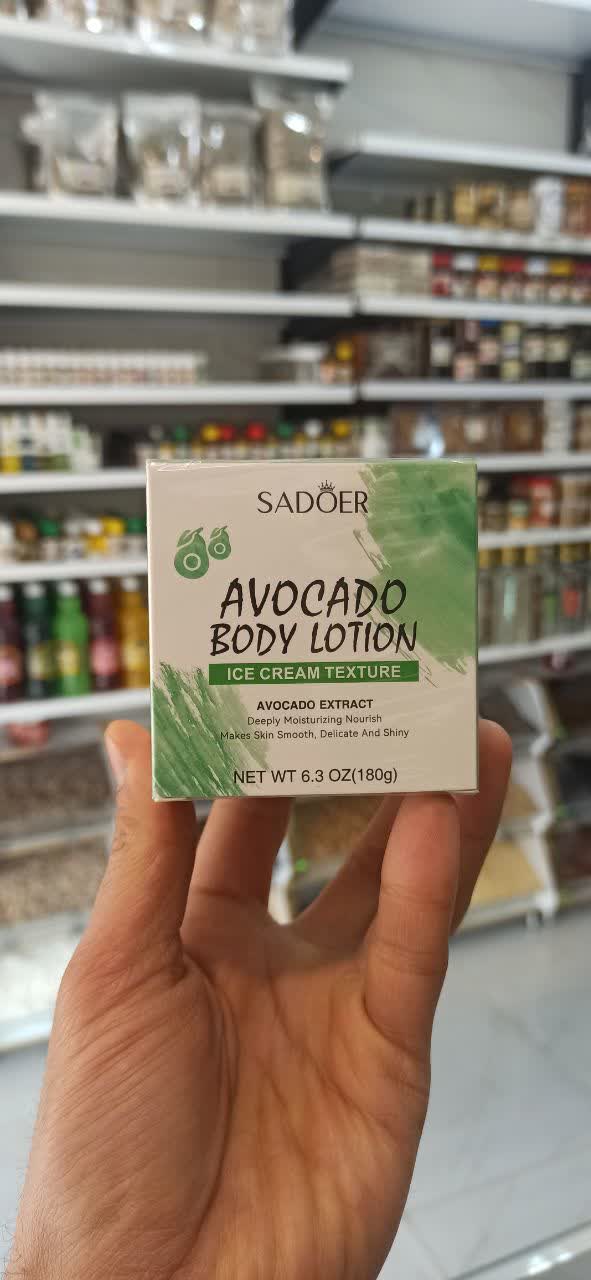 SADOER
AVOCADO
BODY LOTION
ICE CREAM TEXTURE
AVOCADO EXTRACT
Deeply Moisturizing Nourish
Makes Skin Smooth, Delicate And Shiny
NET WT 6.3 OZ(180g)